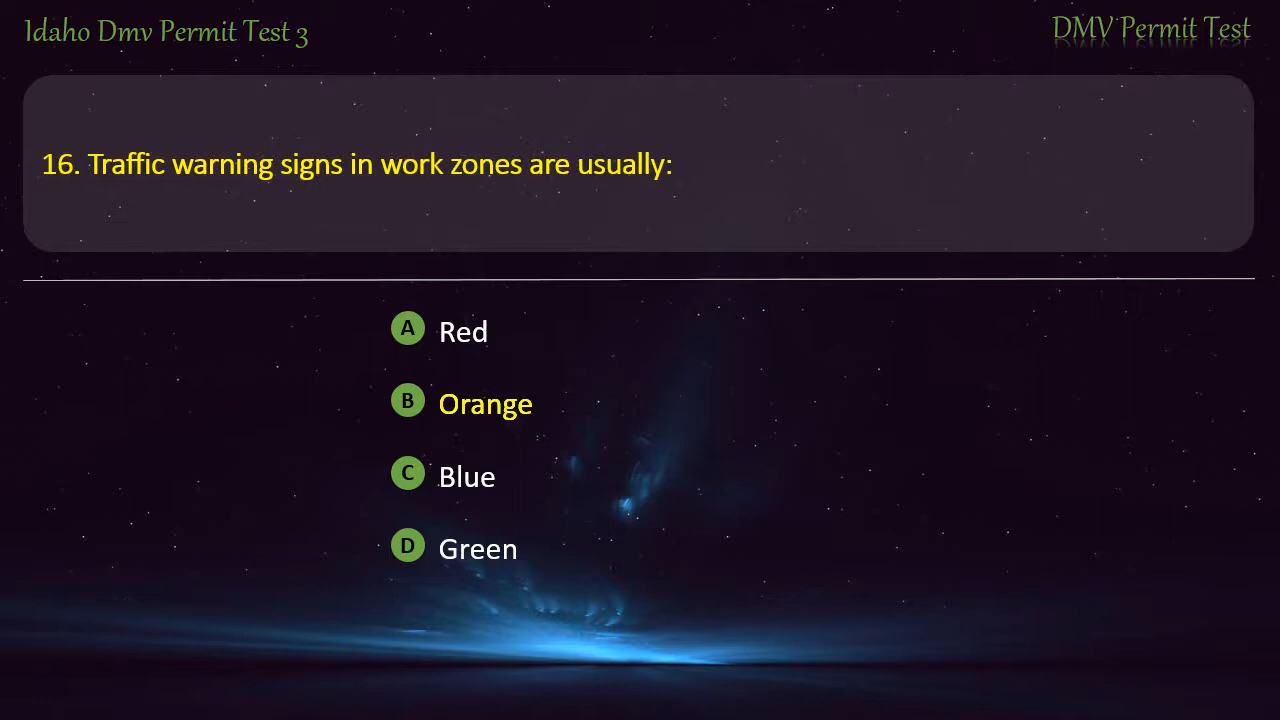 Idaho Dmv Permit Test 3
DMV Permit Test
16. Traffic warning signs in work zones are usually:
A Red
B Orange
C Blue
D Green